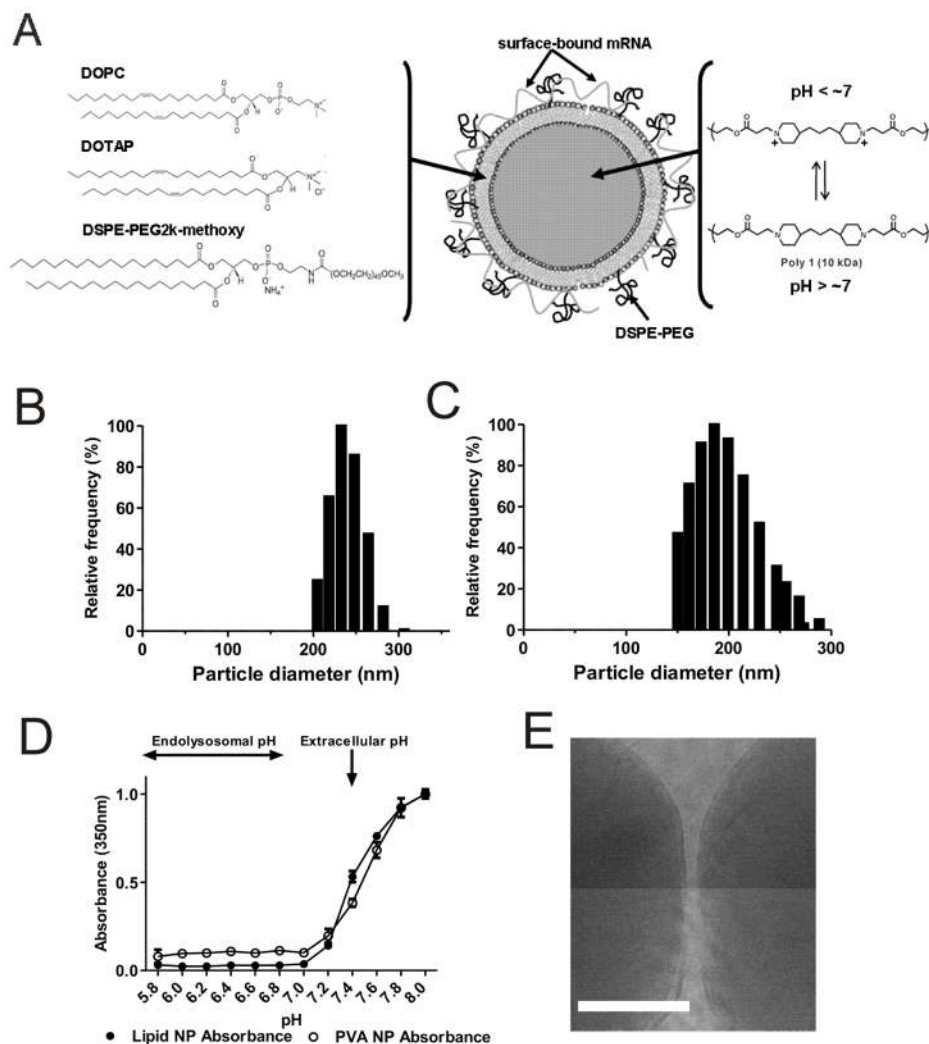 A
surface-bound mRNA
DOPC
DOTAP
DSPE-PEG2k-methoxy
pH < ~7
Poly 1 (10 kDa)
pH > ~7
DSPE-PEG
B
Relative frequency (%)
100
80
60
40
20
0
0 100 200 300
Particle diameter (nm)
C
Relative frequency (%)
100
80
60
40
20
0
0 100 200 300
Particle diameter (nm)
D
Endolysosomal pH Extracellular pH
Absorbance (350nm)
1.0
0.5
0.0
5.8 6.0 6.2 6.4 6.6 6.8 7.0 7.2 7.4 7.6 7.8 8.0
pH
Lipid NP Absorbance PVA NP Absorbance
E